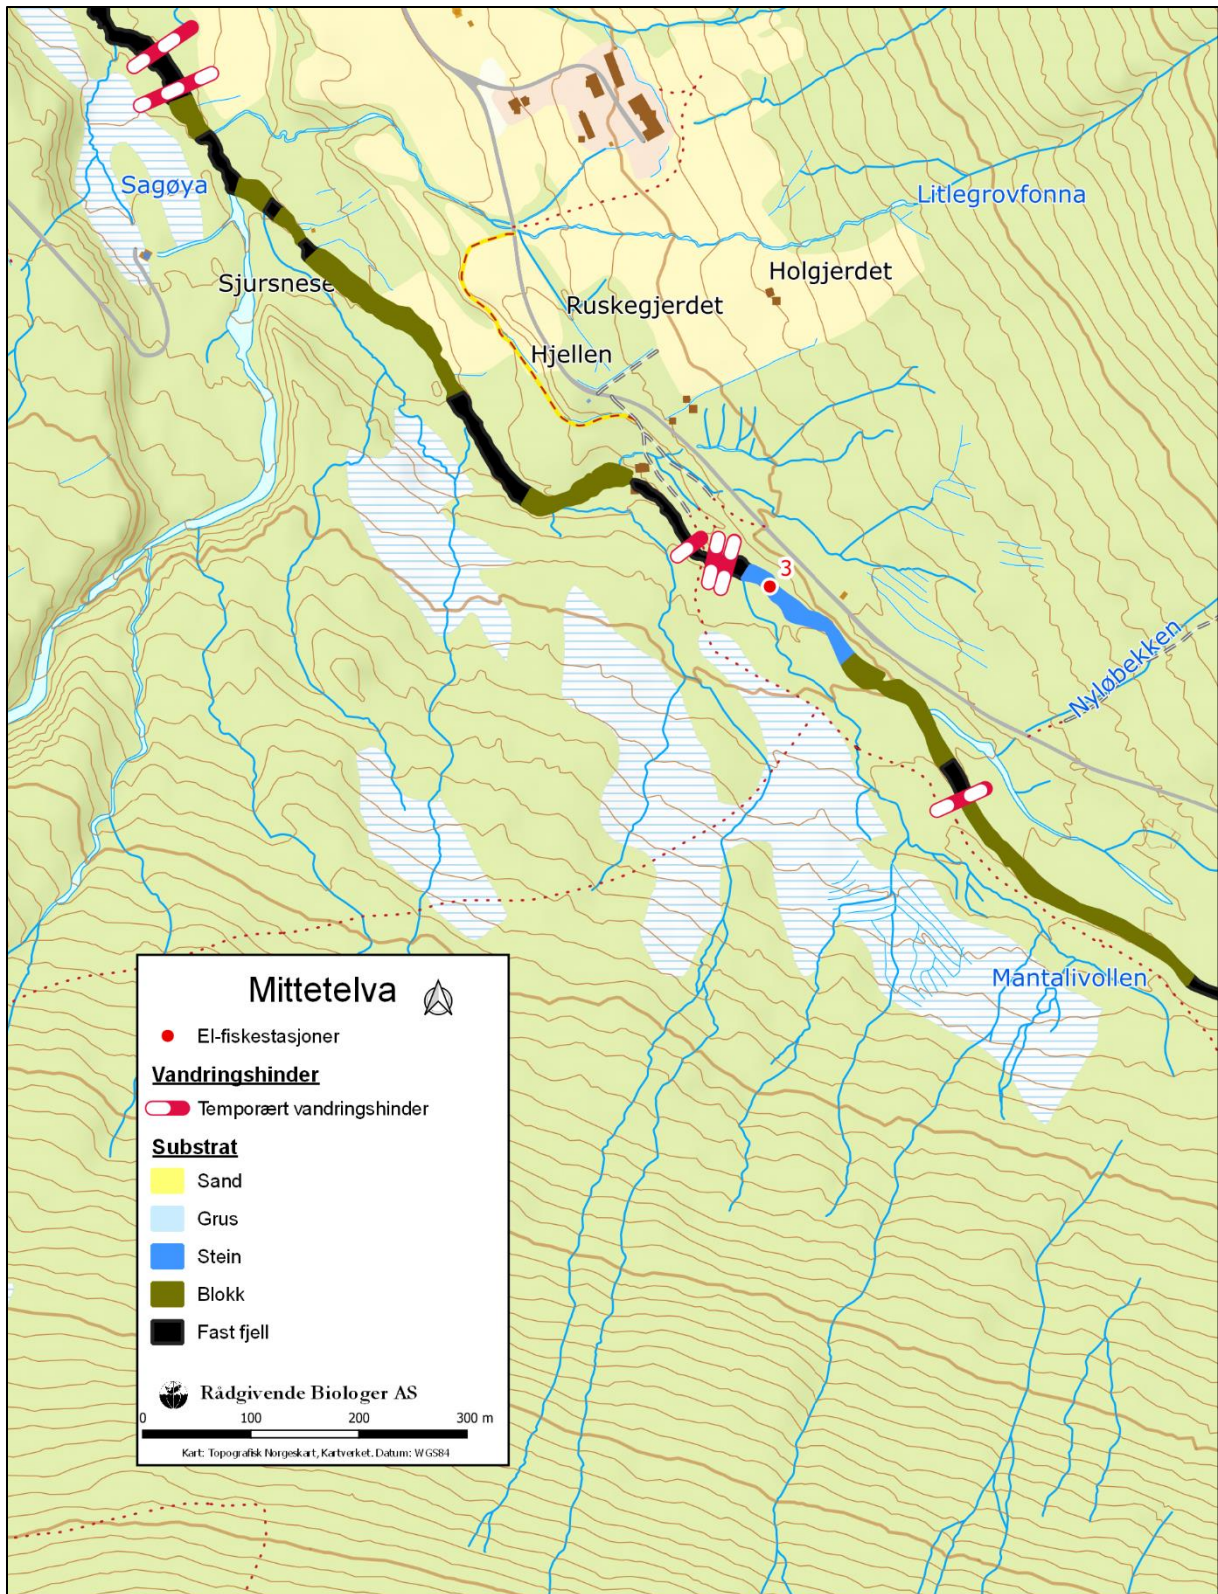 Sagøya
Litlegrovfonna
Holgjerdet
Sjursnese
Ruskegjerdet
Hjellen
3
Nyløbekken
Mantalivollen
Mittetelva
El-fiskestasjoner
Vandringshinder
Temporært vandringshinder
Substrat
Sand
Grus
Stein
Blokk
Fast fjell
Rådgivende Biologer AS
0 100 200 300 m
Kart: Topografisk Norgeskart, Kartverket. Datum: WGS84